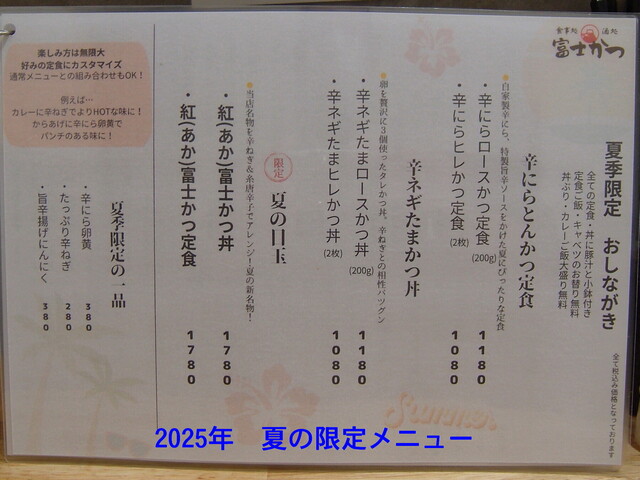 食事処 酒処
富士かつ
夏季限定 おしながき
全ての定食・丼に豚汁と小鉢付き
定食ご飯・キャベツのお替り無料
丼ぶり・カレーご飯大盛り無料
全て税込み価格となっております
辛にらとんかつ定食
●自家製辛にら、特製旨辛ソースをかけた夏にぴったりな定食
・辛にらロースかつ定食(200g) 1180
・辛にらヒレかつ定食(2枚) 1080
辛ネギたまかつ丼
●卵を贅沢に3個使ったタレかつ丼、辛ねぎとの相性バツグン
・辛ネギたまロースかつ丼(200g) 1180
・辛ネギたまヒレかつ丼(2枚) 1080
限定 夏の目玉
●当店名物を辛ねぎ&糸唐辛子でアレンジ!夏の新名物!
・紅(あか)富士かつ丼 1780
・紅(あか)富士かつ定食 1780
楽しみ方は無限大
好みの定食にカスタマイズ
通常メニューとの組み合わせもOK!
例えば…
カレーに辛ねぎでよりHOTな味に!
からあげに辛にら卵黄で
パンチのある味に!
夏季限定の一品
・辛にら卵黄 380
・たっぷり辛ネギ 280
・旨辛揚げにんにく 380
Summer
2025年 夏の限定メニュー